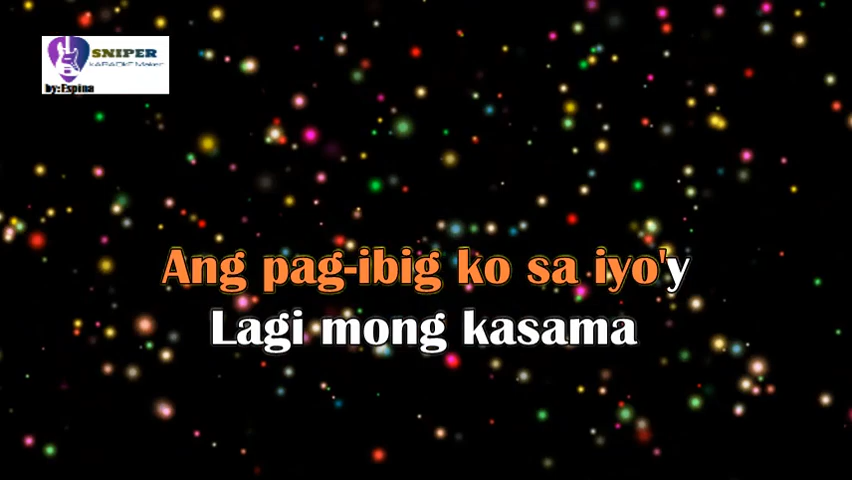 SNIPER
KARAOKE Maker
by:Espina
Ang pag-ibig ko sa iyo'y
Lagi mong kasama